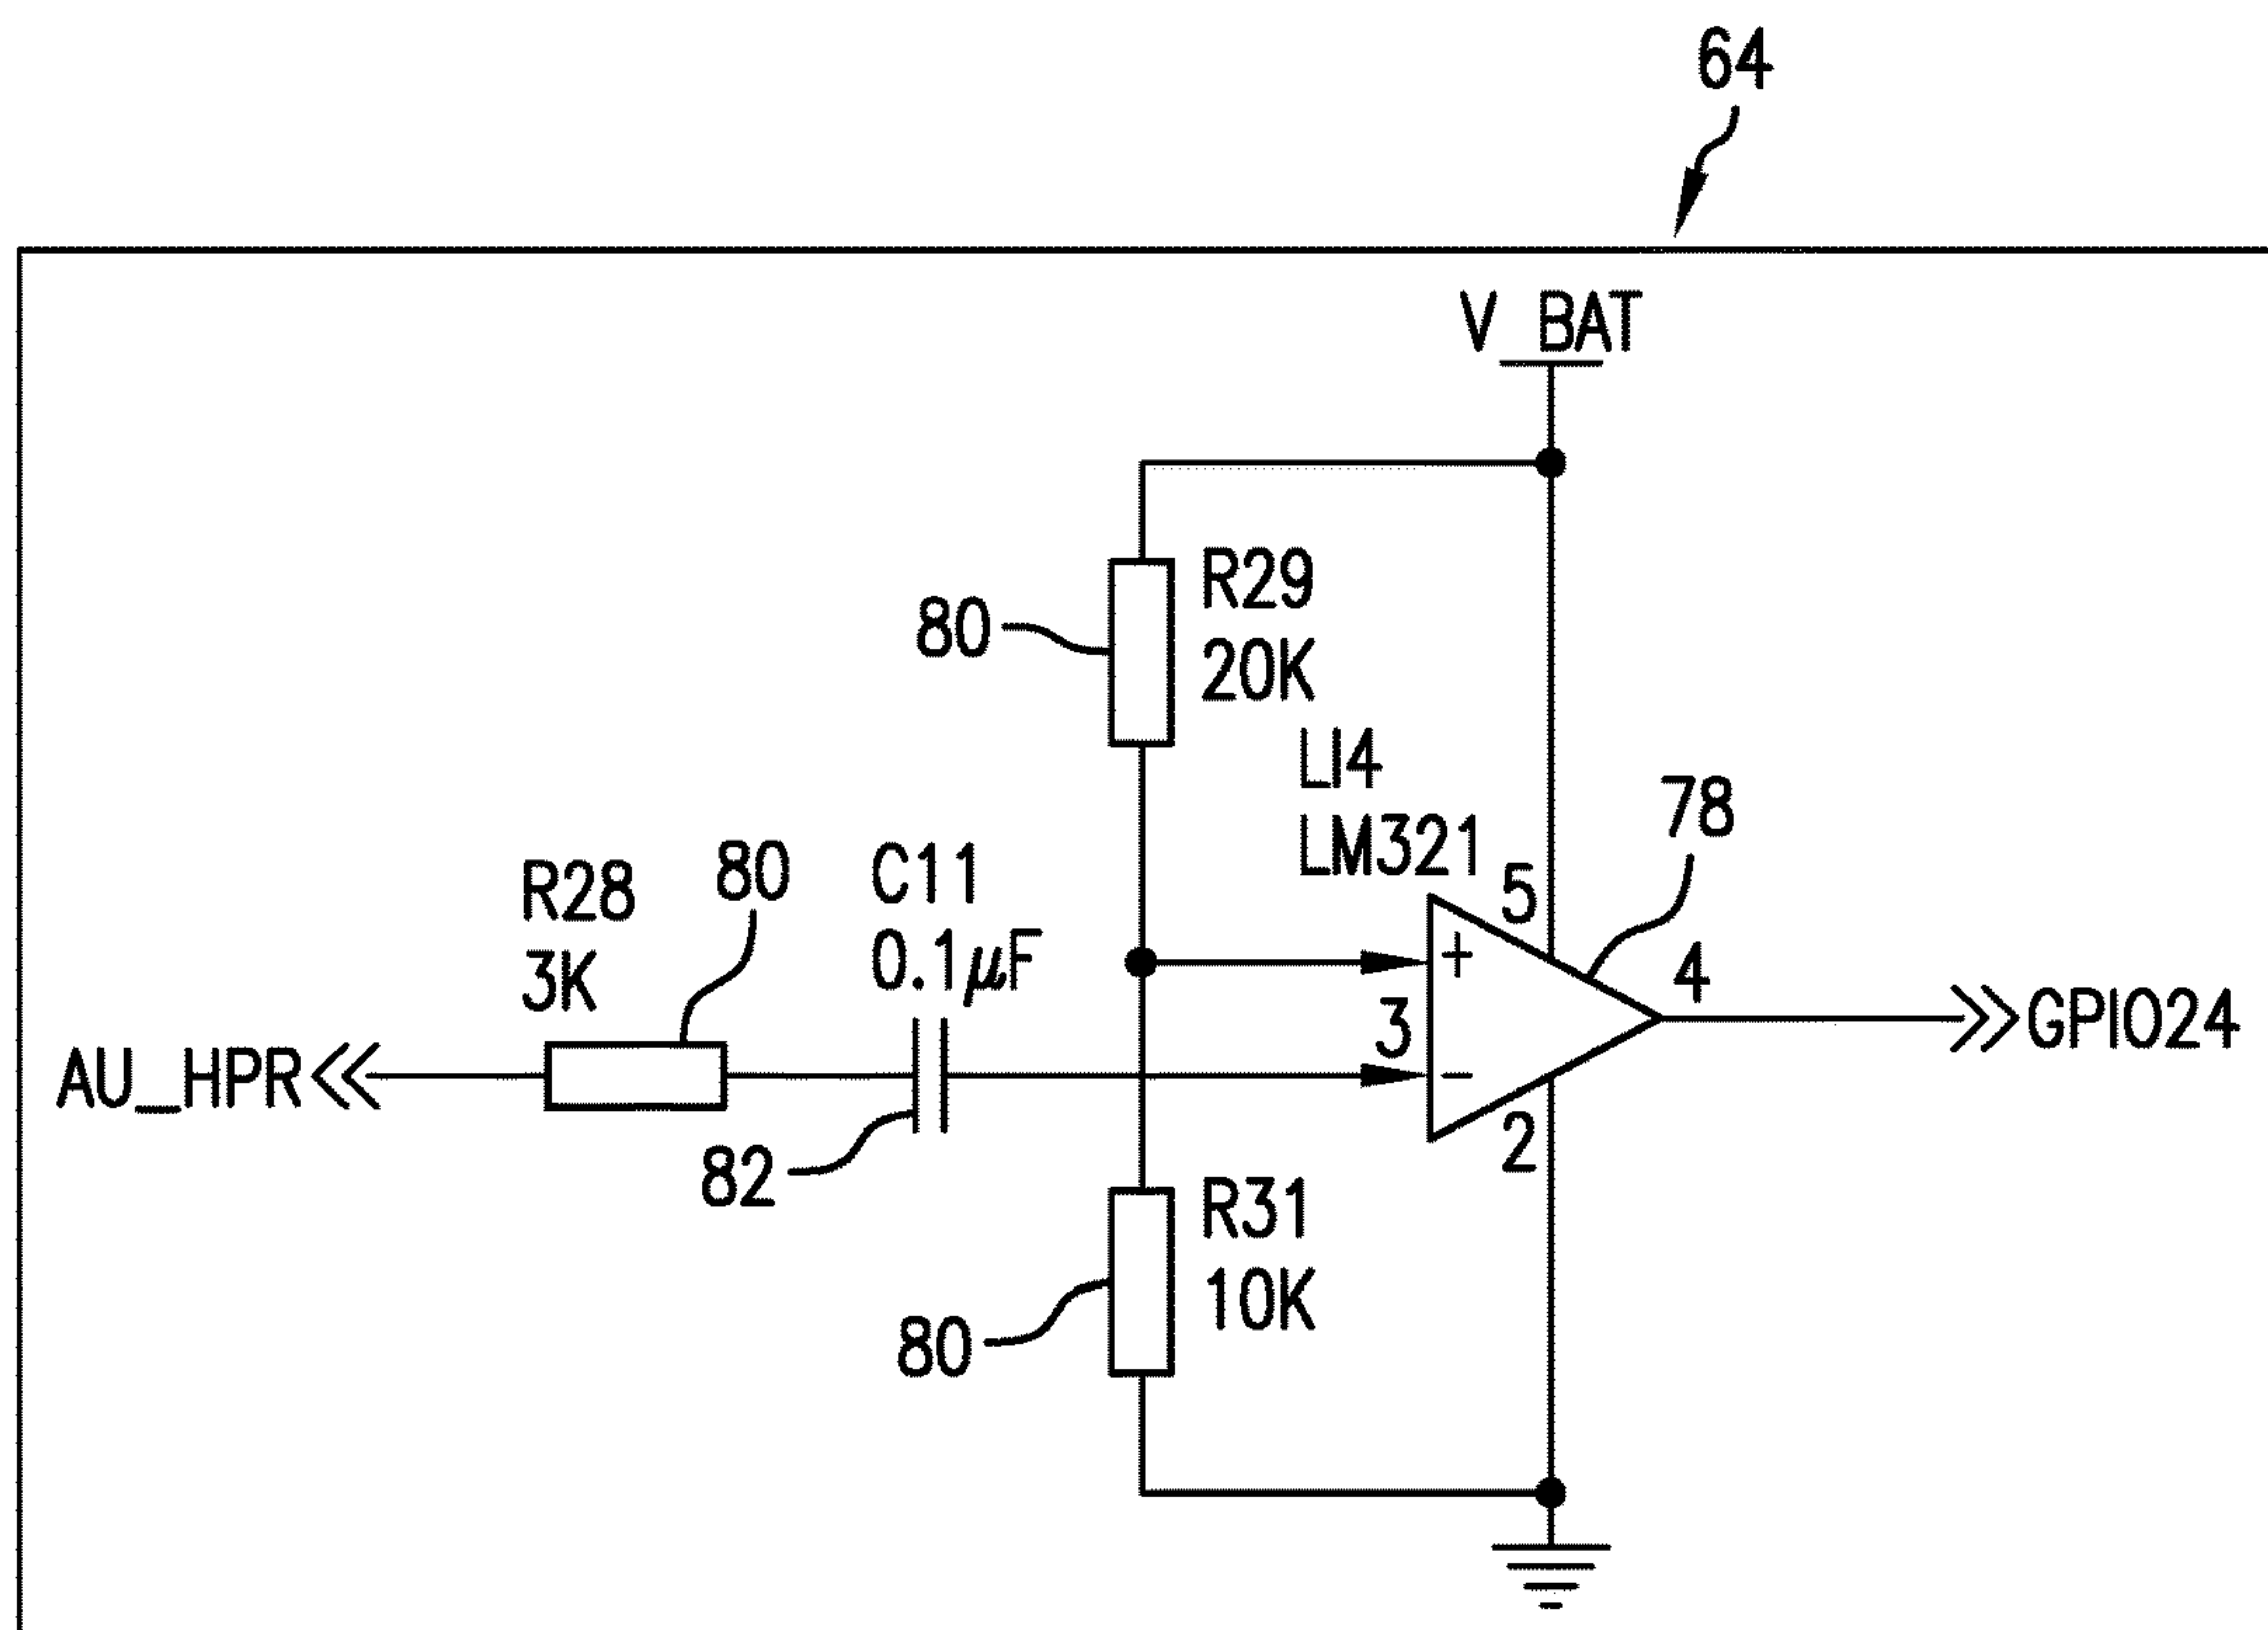 64
V_BAT
R29
20K
80
LI4
LM321
78
5
+
4
3
-
2
GPIO24
R28
3K
80
C11
0.1µF
AU_HPR
82
R31
10K
80